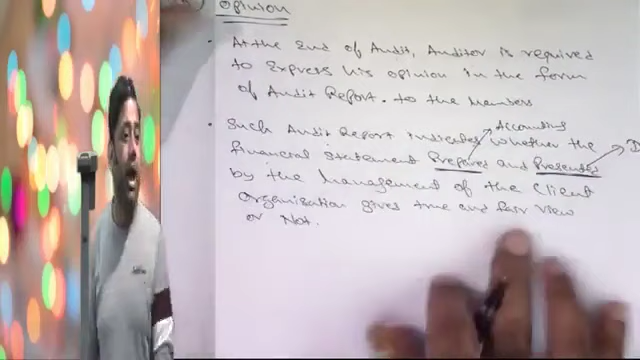 Opinion
• At the End of Audit, Auditor is required
to Express his opinion in the form
of Audit Report. to the Members
Accounting
• Such Audit Report indicates whether the
financial statement Prepares and Presentes
by the Management of the Client
Organisation gives true and fair view
or Not.